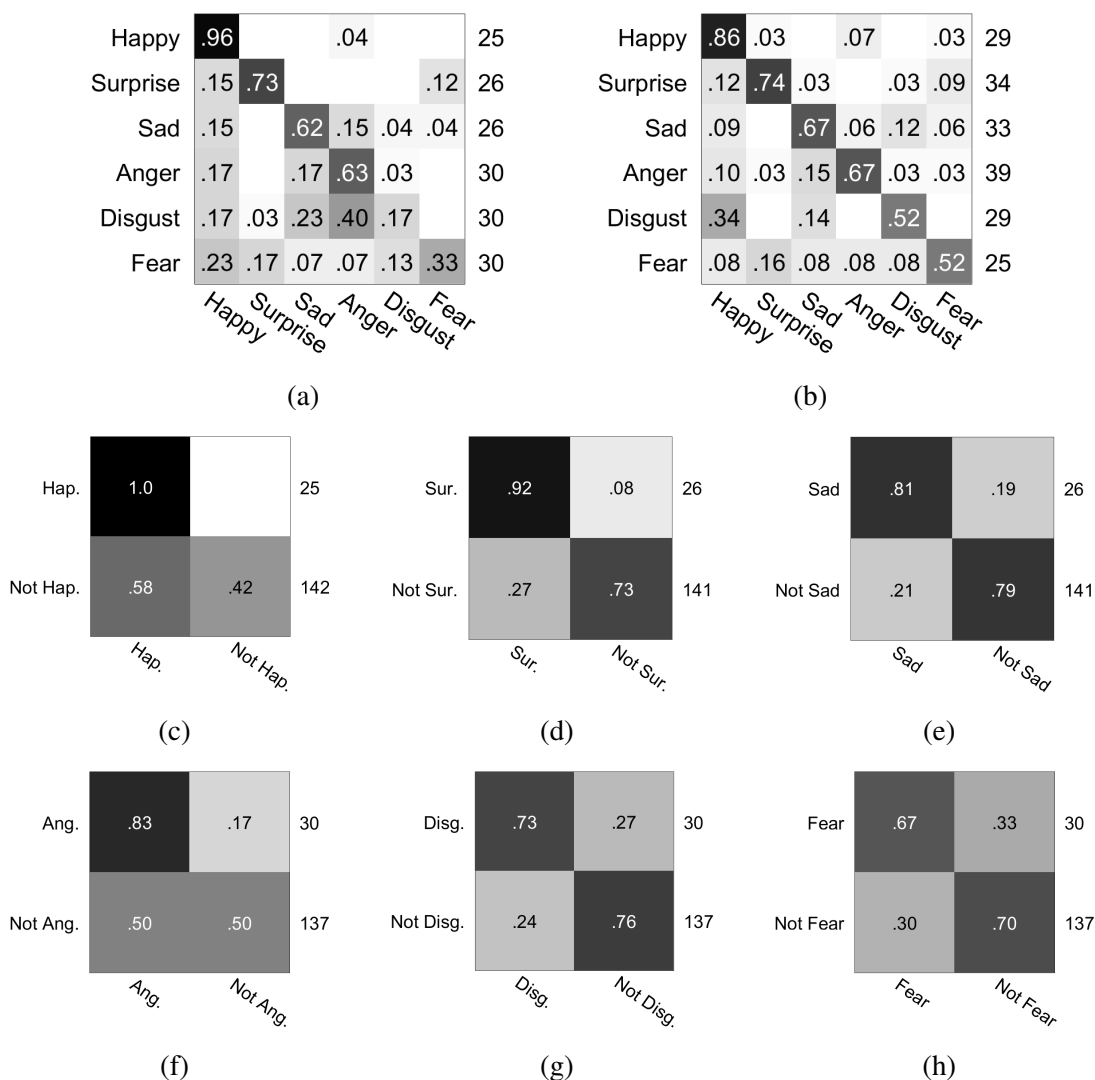 Happy .96 .04 25
Surprise .15 .73 .12 26
Sad .15 .62 .15 .04 .04 26
Anger .17 .17 .63 .03 30
Disgust .17 .03 .23 .40 .17 30
Fear .23 .17 .07 .07 .13 .33 30
Happy Surprise Sad Anger Disgust Fear
(a)
Happy .86 .03 .07 .03 29
Surprise .12 .74 .03 .03 .09 34
Sad .09 .67 .06 .12 .06 33
Anger .10 .03 .15 .67 .03 .03 39
Disgust .34 .14 .52 29
Fear .08 .16 .08 .08 .08 .52 25
Happy Surprise Sad Anger Disgust Fear
(b)
Hap. 1.0 25
Not Hap. .58 .42 142
Hap. Not Hap.
(c)
Sur. .92 .08 26
Not Sur. .27 .73 141
Sur. Not Sur.
(d)
Sad .81 .19 26
Not Sad .21 .79 141
Sad Not Sad
(e)
Ang. .83 .17 30
Not Ang. .50 .50 137
Ang. Not Ang.
(f)
Disg. .73 .27 30
Not Disg. .24 .76 137
Disg. Not Disg.
(g)
Fear .67 .33 30
Not Fear .30 .70 137
Fear Not Fear
(h)